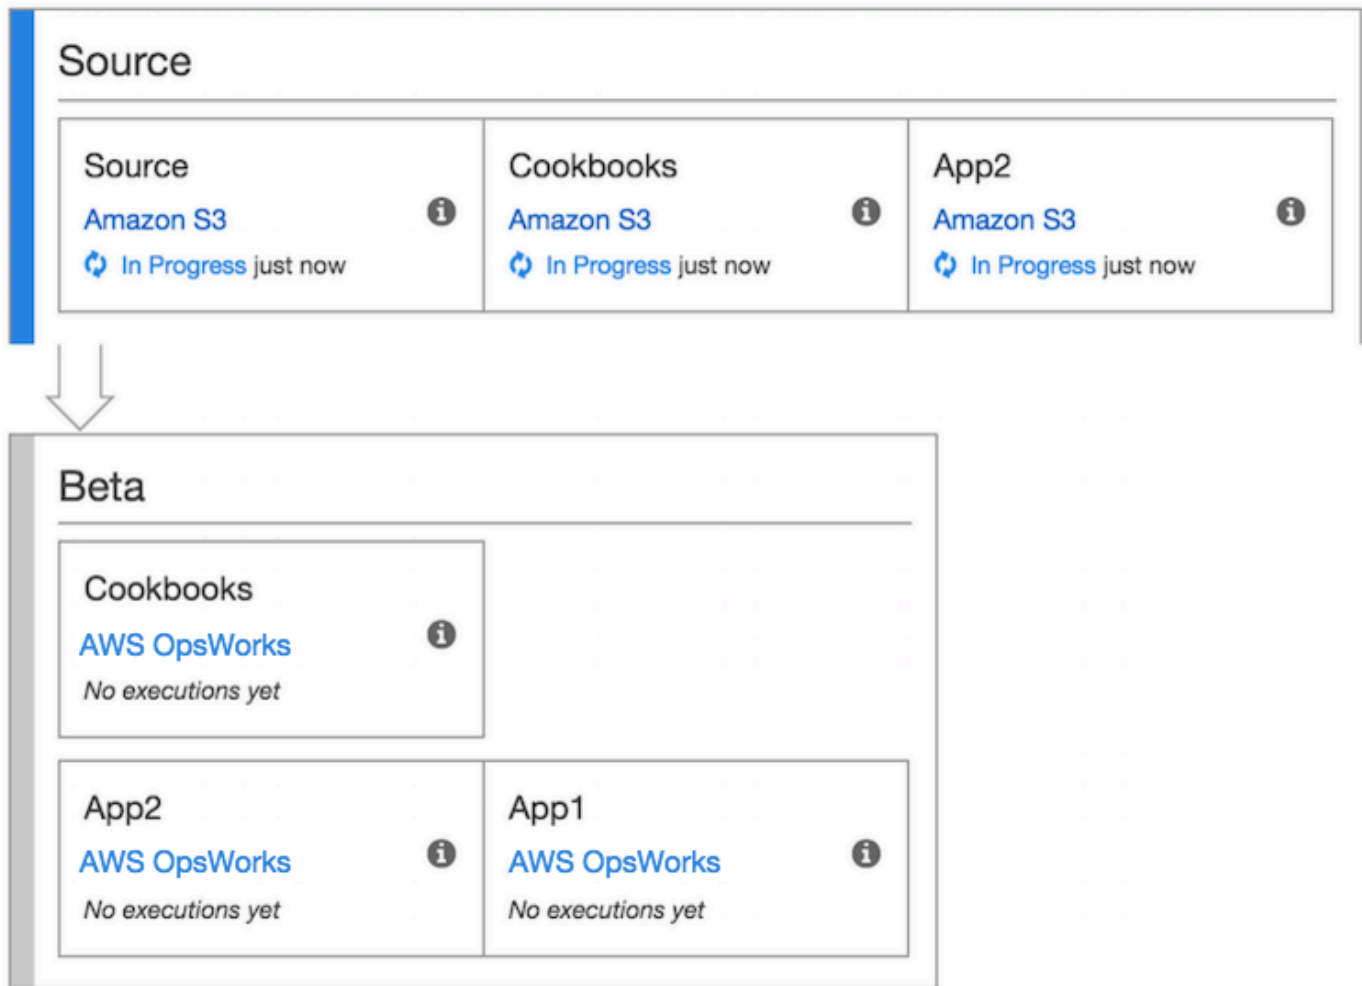 Source
Source
Amazon S3
In Progress just now
Cookbooks
Amazon S3
In Progress just now
App2
Amazon S3
In Progress just now
Beta
Cookbooks
AWS OpsWorks
No executions yet
App2
AWS OpsWorks
No executions yet
App1
AWS OpsWorks
No executions yet